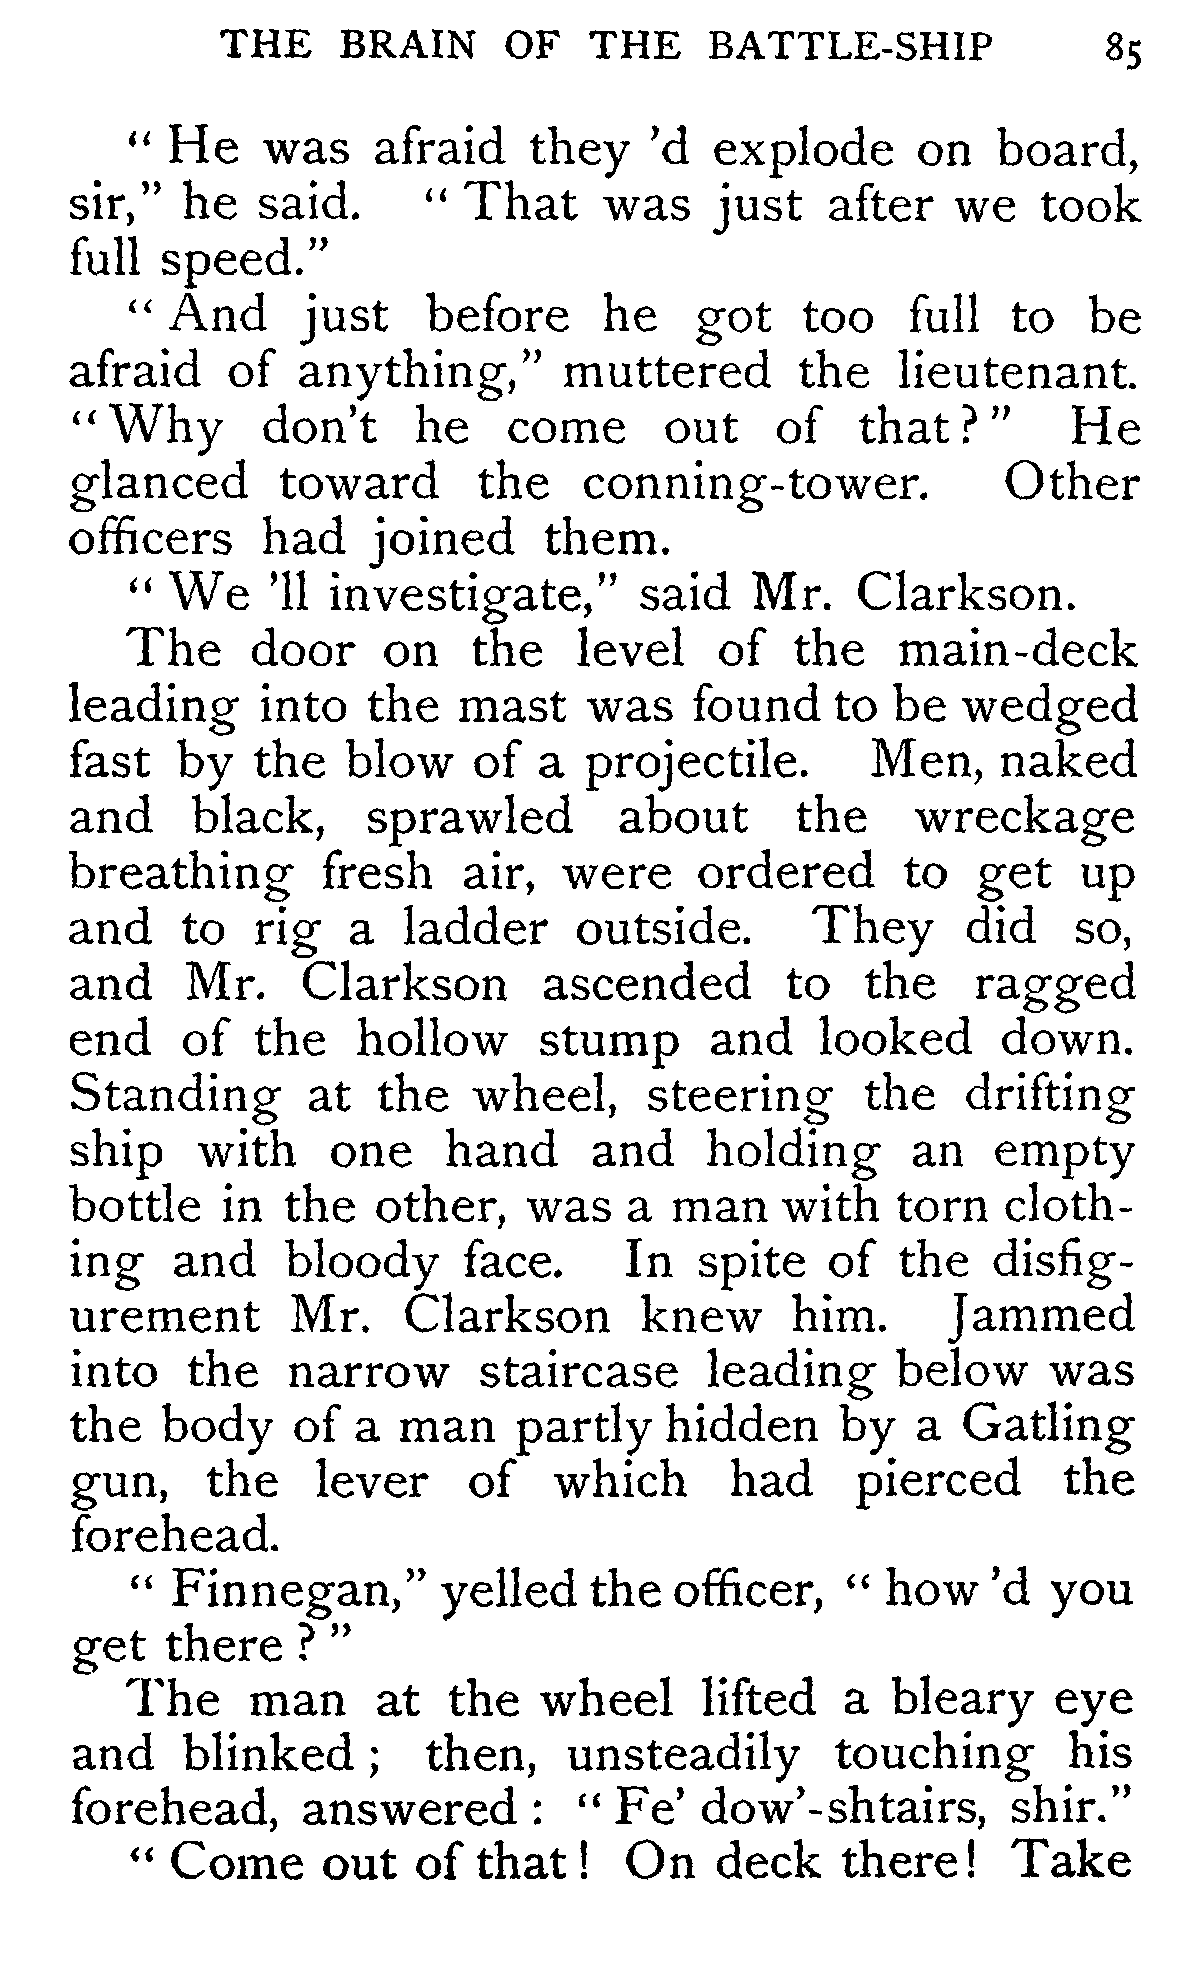 THE BRAIN OF THE BATTLE-SHIP 85
“ He was afraid they ’d explode on board,
sir,” he said. “ That was just after we took
full speed.”
“ And just before he got too full to be
afraid of anything,” muttered the lieutenant.
“ Why don’t he come out of that ? ” He
glanced toward the conning-tower. Other
officers had joined them.
“ We ’ll investigate,” said Mr. Clarkson.
The door on the level of the main-deck
leading into the mast was found to be wedged
fast by the blow of a projectile. Men, naked
and black, sprawled about the wreckage
breathing fresh air, were ordered to get up
and to rig a ladder outside. They did so,
and Mr. Clarkson ascended to the ragged
end of the hollow stump and looked down.
Standing at the wheel, steering the drifting
ship with one hand and holding an empty
bottle in the other, was a man with torn cloth-
ing and bloody face. In spite of the disfig-
urement Mr. Clarkson knew him. Jammed
into the narrow staircase leading below was
the body of a man partly hidden by a Gatling
gun, the lever of which had pierced the
forehead.
“ Finnegan,” yelled the officer, “ how ’d you
get there ? ”
The man at the wheel lifted a bleary eye
and blinked ; then, unsteadily touching his
forehead, answered : “ Fe’ dow’-shtairs, shir.”
“ Come out of that ! On deck there ! Take